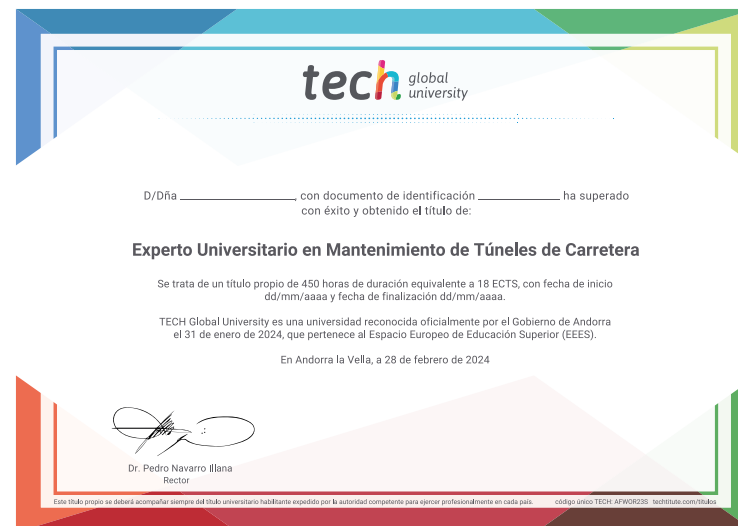 tech global university
D/Dña ____________, con documento de identificación ____________ ha superado
con éxito y obtenido el título de:
Experto Universitario en Mantenimiento de Túneles de Carretera
Se trata de un título propio de 450 horas de duración equivalente a 18 ECTS, con fecha de inicio
dd/mm/aaaa y fecha de finalización dd/mm/aaaa.
TECH Global University es una universidad reconocida oficialmente por el Gobierno de Andorra
el 31 de enero de 2024, que pertenece al Espacio Europeo de Educación Superior (EEES).
En Andorra la Vella, a 28 de febrero de 2024
Dr. Pedro Navarro Illana
Rector
Este título propio se deberá acompañar siempre del título universitario habilitante expedido por la autoridad competente para ejercer profesionalmente en cada país. código único TECH: AFWOR23S techtitute.com/titulos